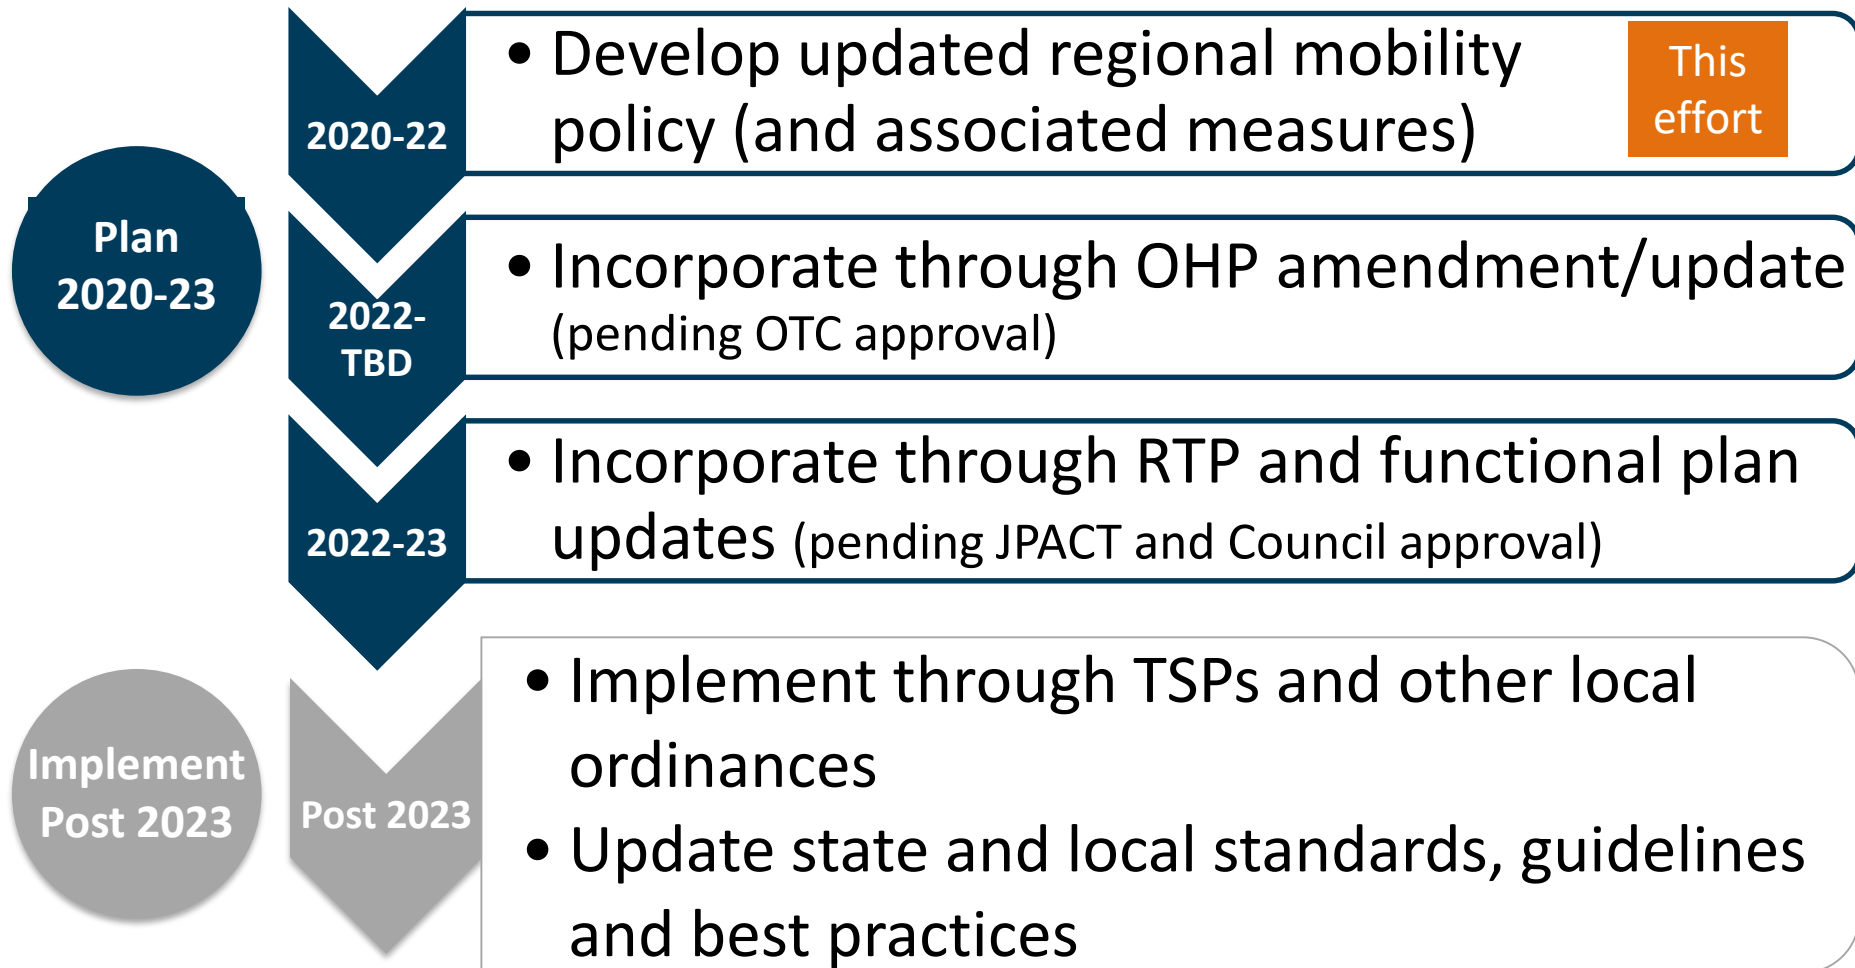 Plan
2020-23
2020-22
• Develop updated regional mobility
policy (and associated measures)
This
effort
2022-
TBD
• Incorporate through OHP amendment/update
(pending OTC approval)
2022-23
• Incorporate through RTP and functional plan
updates (pending JPACT and Council approval)
Implement
Post 2023
Post 2023
• Implement through TSPs and other local
ordinances
• Update state and local standards, guidelines
and best practices